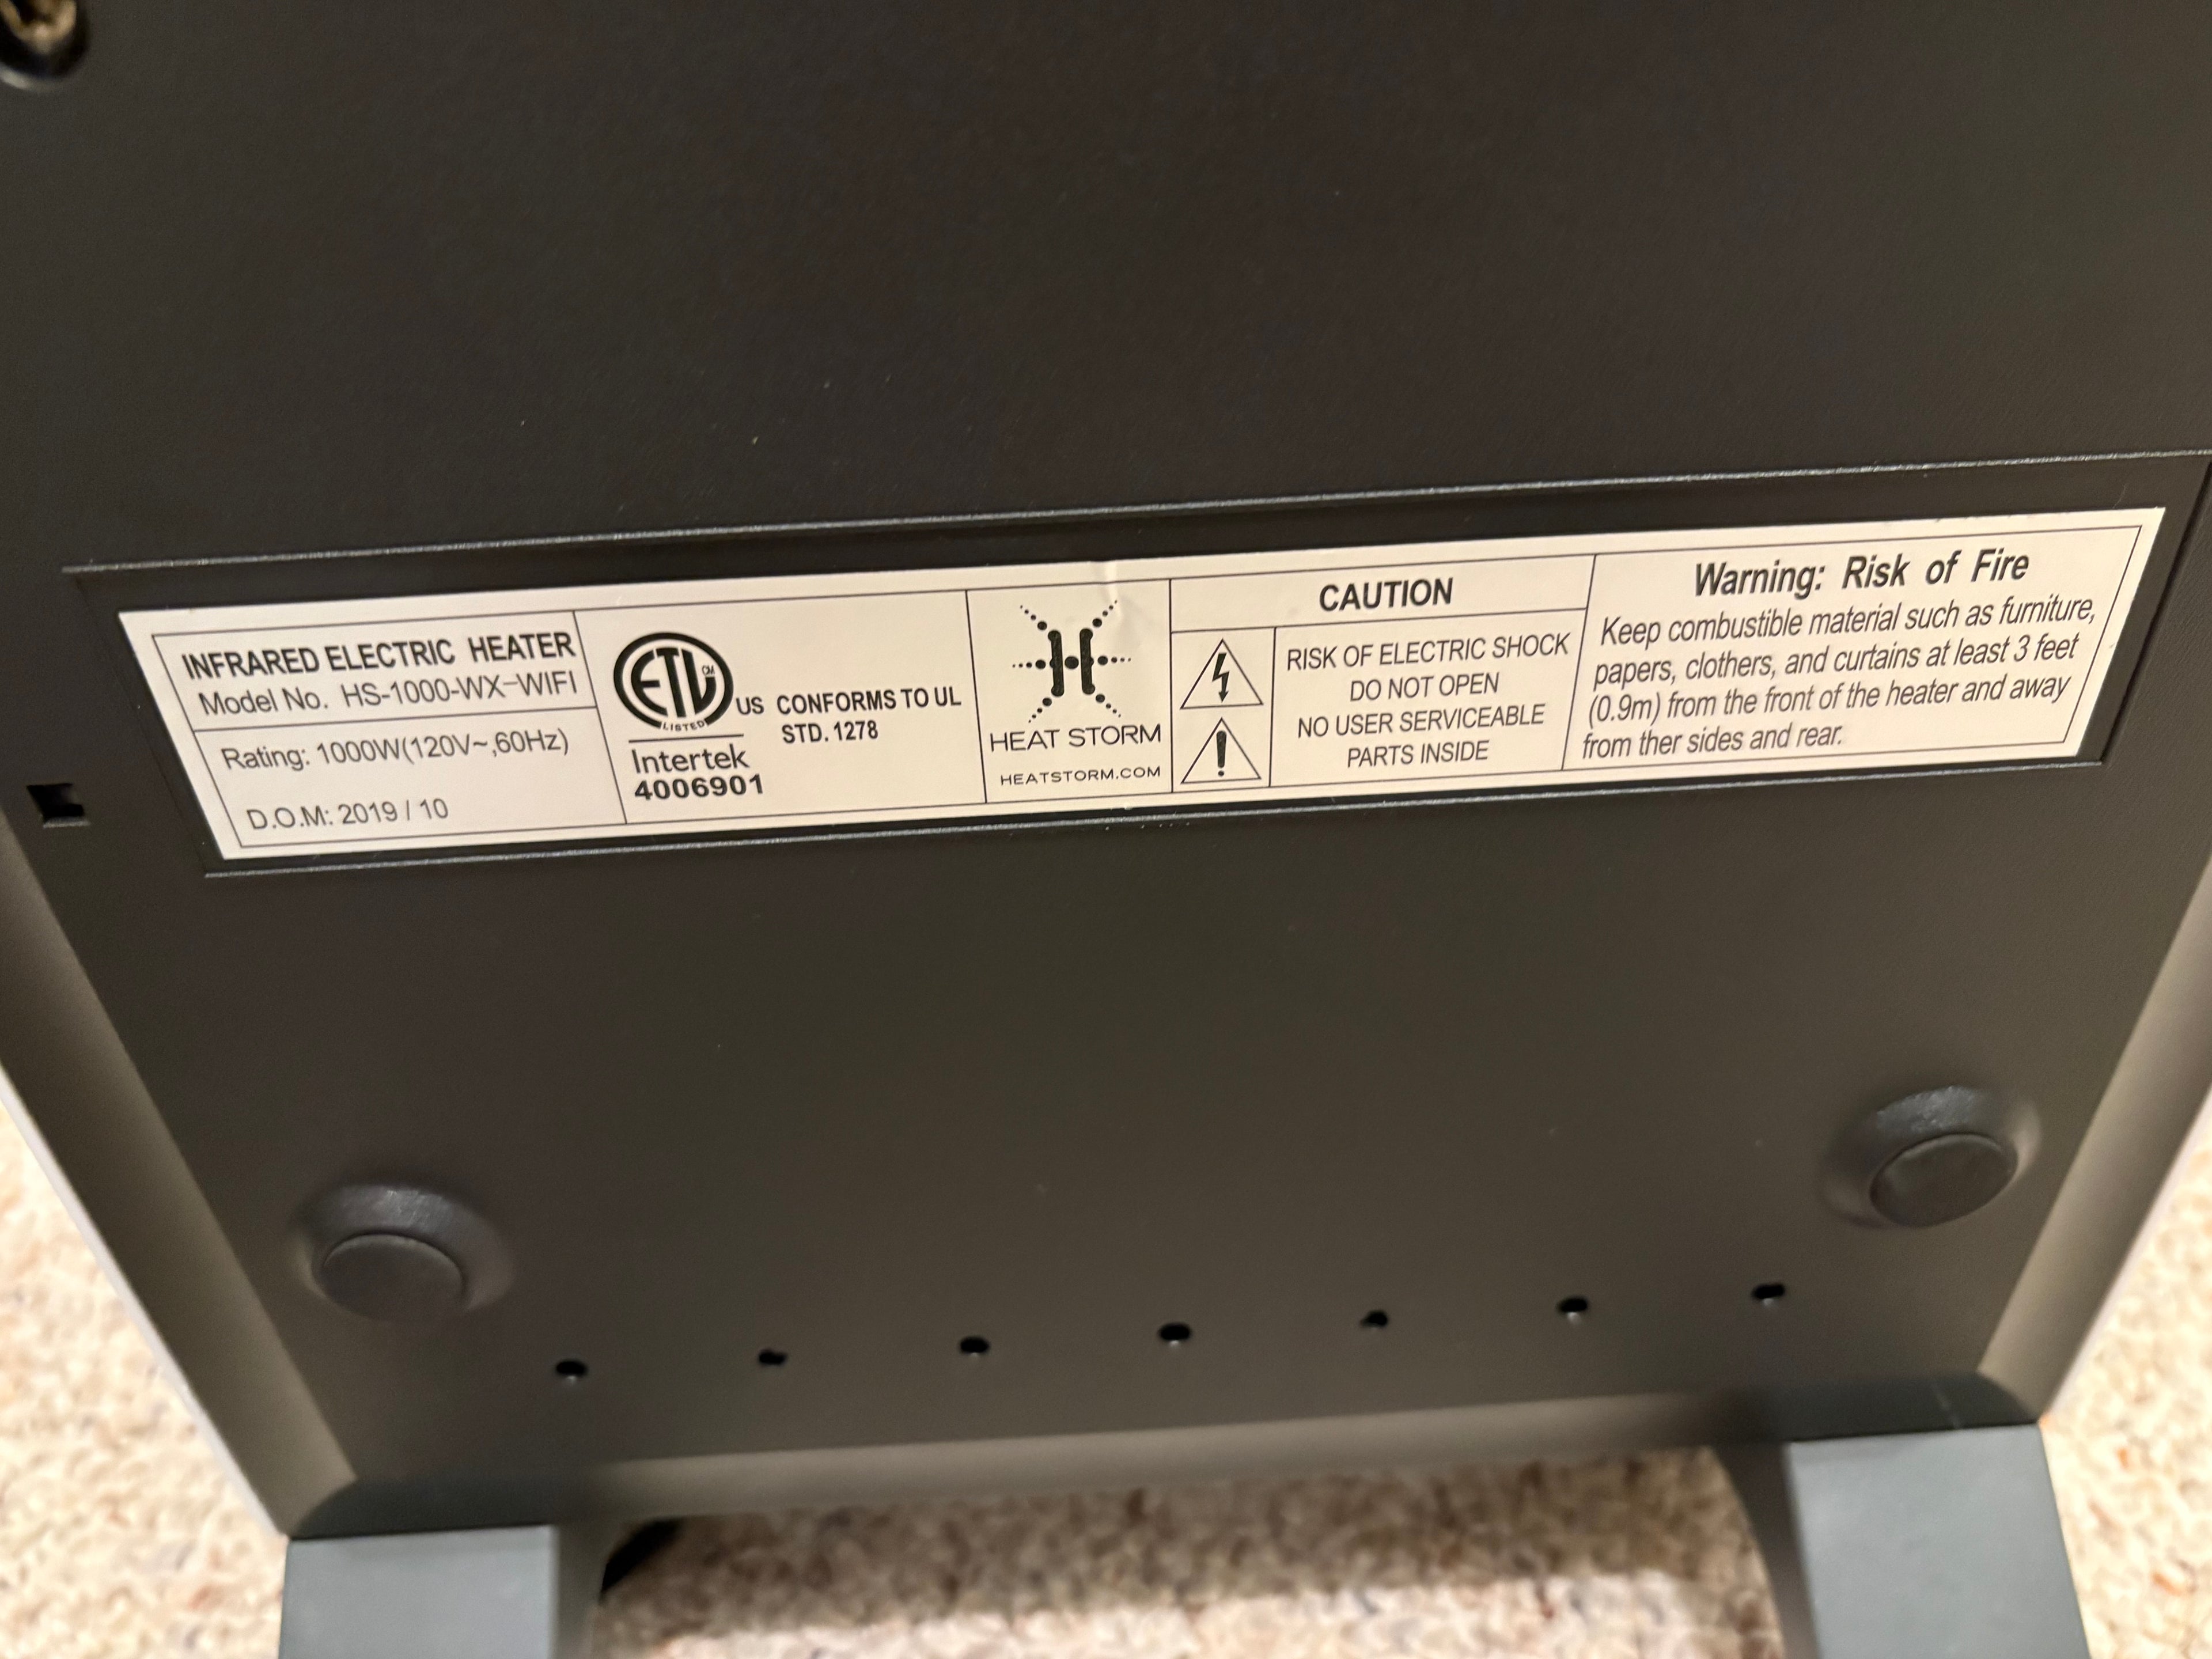 INFRARED ELECTRIC HEATER
Model No. HS-1000-WX-WIFI
Rating: 1000W(120V~,60Hz)
D.O.M: 2019 / 10
ETL CM
LISTED
US CONFORMS TO UL
STD. 1278
Intertek
4006901
H
HEAT STORM
HEATSTORM.COM
CAUTION
RISK OF ELECTRIC SHOCK
DO NOT OPEN
NO USER SERVICEABLE
PARTS INSIDE
Warning: Risk of Fire
Keep combustible material such as furniture,
papers, clothers, and curtains at least 3 feet
(0.9m) from the front of the heater and away
from ther sides and rear.